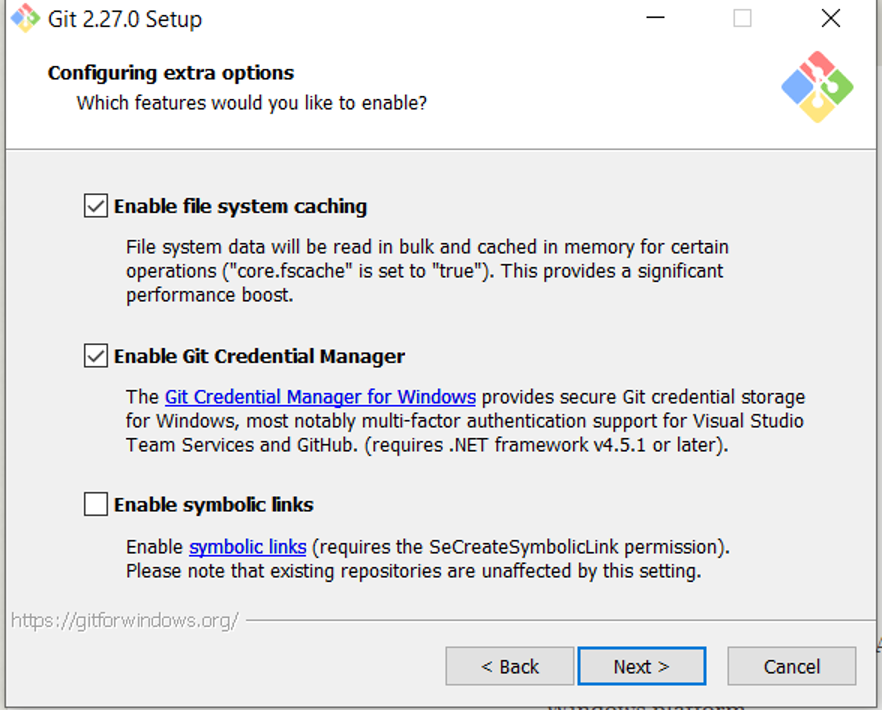 Git 2.27.0 Setup
Configuring extra options
Which features would you like to enable?
Enable file system caching
File system data will be read in bulk and cached in memory for certain
operations ("core.fscache" is set to "true"). This provides a significant
performance boost.
Enable Git Credential Manager
The Git Credential Manager for Windows provides secure Git credential storage
for Windows, most notably multi-factor authentication support for Visual Studio
Team Services and GitHub. (requires .NET framework v4.5.1 or later).
Enable symbolic links
Enable symbolic links (requires the SeCreateSymbolicLink permission).
Please note that existing repositories are unaffected by this setting.
https://gitforwindows.org/
< Back
Next >
Cancel